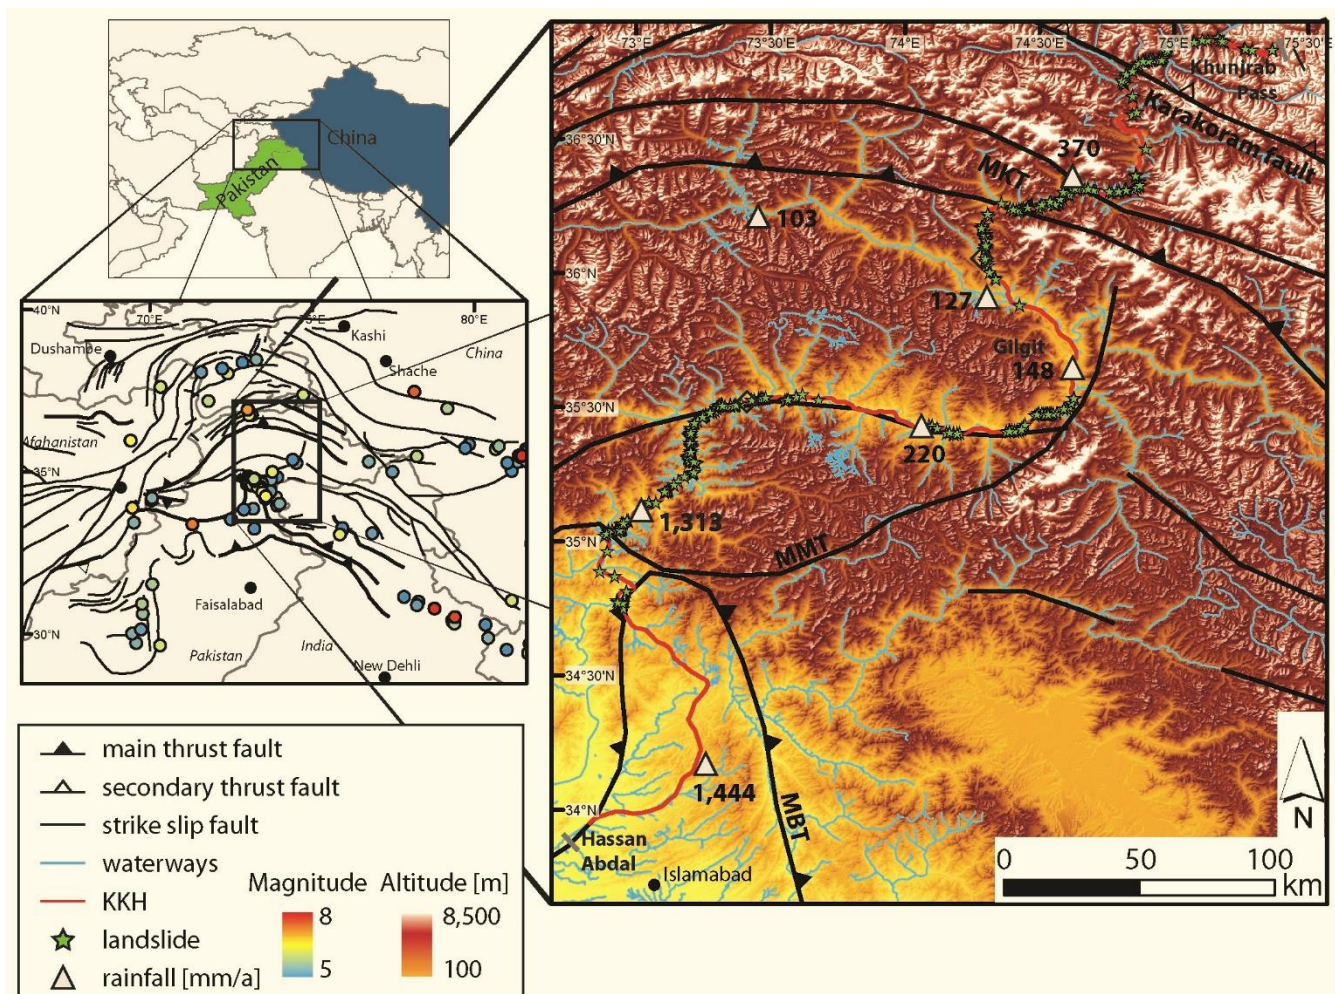 China
Pakistan
40°N
70°E
75°E
80°E
Kashi
China
Dushambe
Shache
Afghanistan
35°N
Faisalabad
30°N
India
Pakistan
New Dehli
main thrust fault
secondary thrust fault
strike slip fault
waterways
KKH
landslide
rainfall [mm/a]
Magnitude
8
5
Altitude [m]
8,500
100
73°E
73°30'E
74°E
74°30'E
75°E
75°30'E
Khunjrab
Pass
Karakoram fault
36°30'N
370
MKT
103
36°N
127
Gilgit
148
35°30'N
220
1,313
35°N
MMT
34°30'N
1,444
MBT
34°N
Hassan
Abdal
Islamabad
N
0 50 100
km